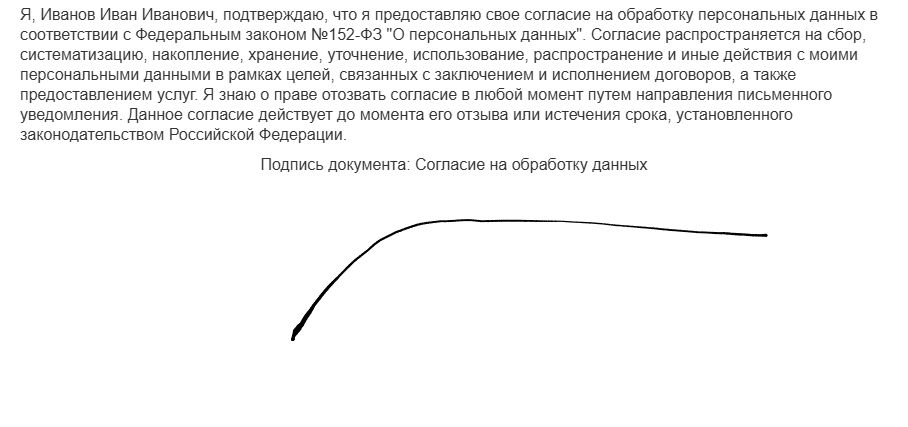 Я, Иванов Иван Иванович, подтверждаю, что я предоставляю свое согласие на обработку персональных данных в
соответствии с Федеральным законом №152-ФЗ "О персональных данных". Согласие распространяется на сбор,
систематизацию, накопление, хранение, уточнение, использование, распространение и иные действия с моими
персональными данными в рамках целей, связанных с заключением и исполнением договоров, а также
предоставлением услуг. Я знаю о праве отозвать согласие в любой момент путем направления письменного
уведомления. Данное согласие действует до момента его отзыва или истечения срока, установленного
законодательством Российской Федерации.
Подпись документа: Согласие на обработку данных